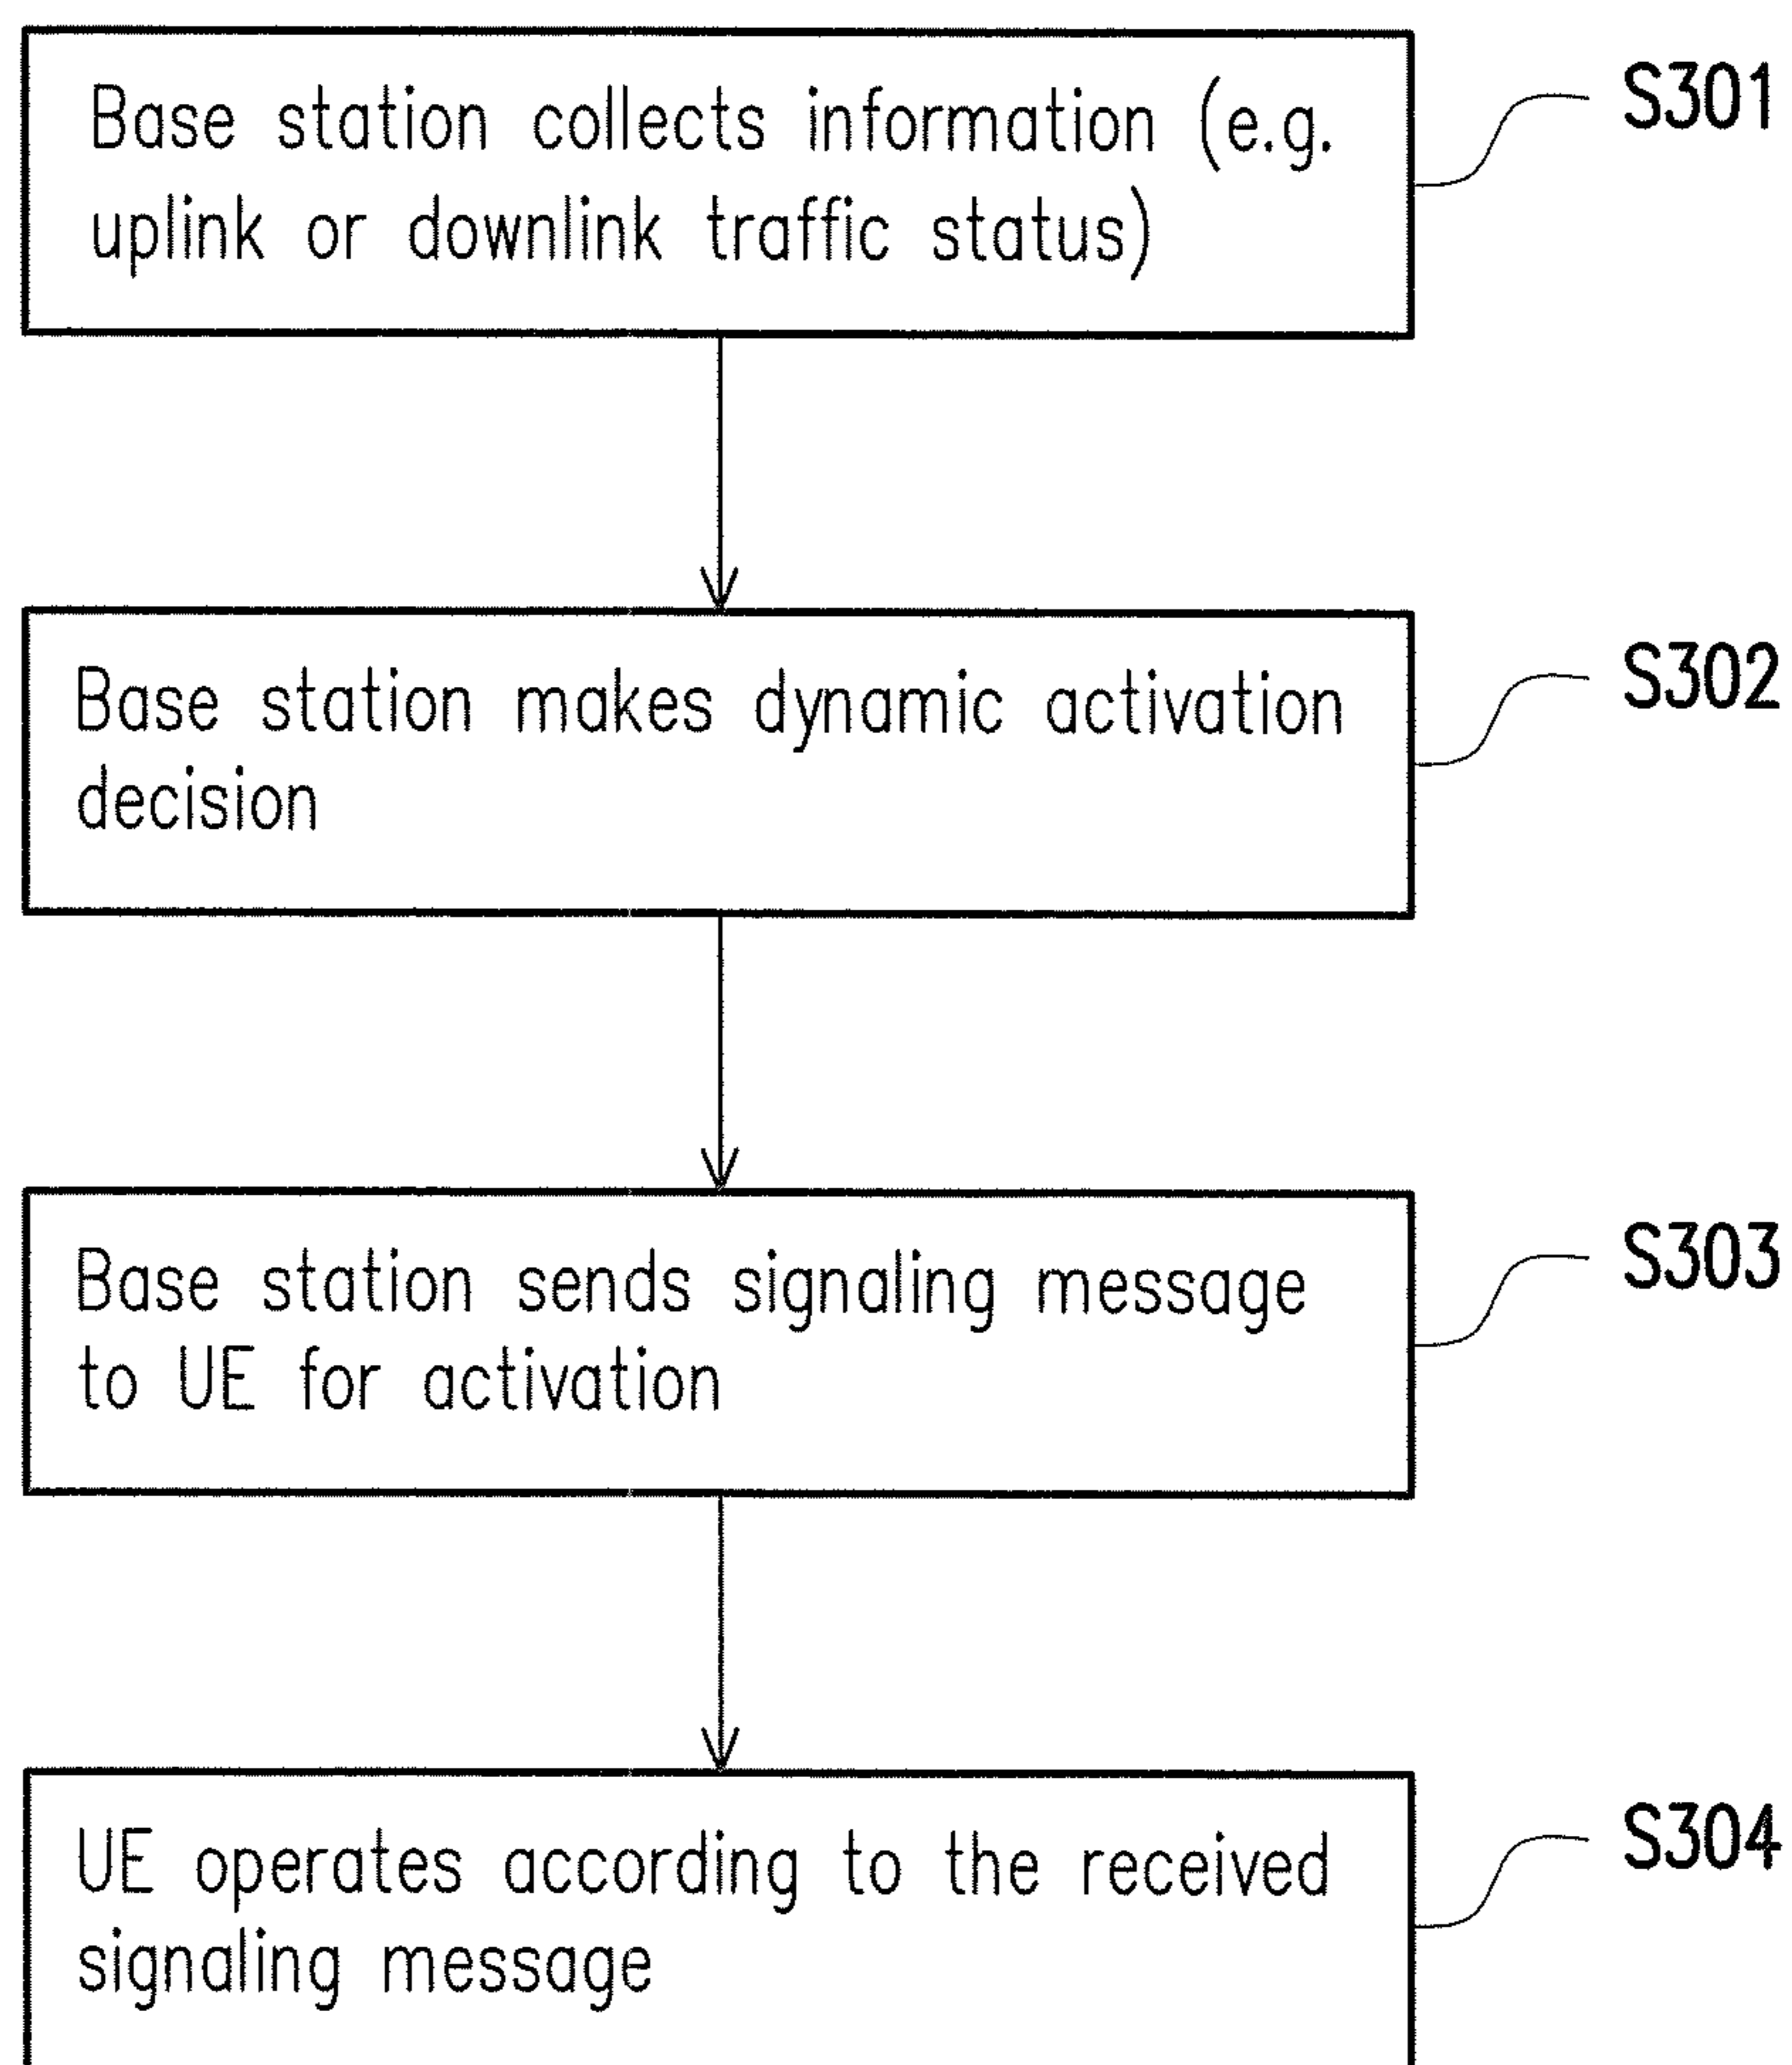 Base station collects information (e.g.
uplink or downlink traffic status)
S301
Base station makes dynamic activation
decision
S302
Base station sends signaling message
to UE for activation
S303
UE operates according to the received
signaling message
S304